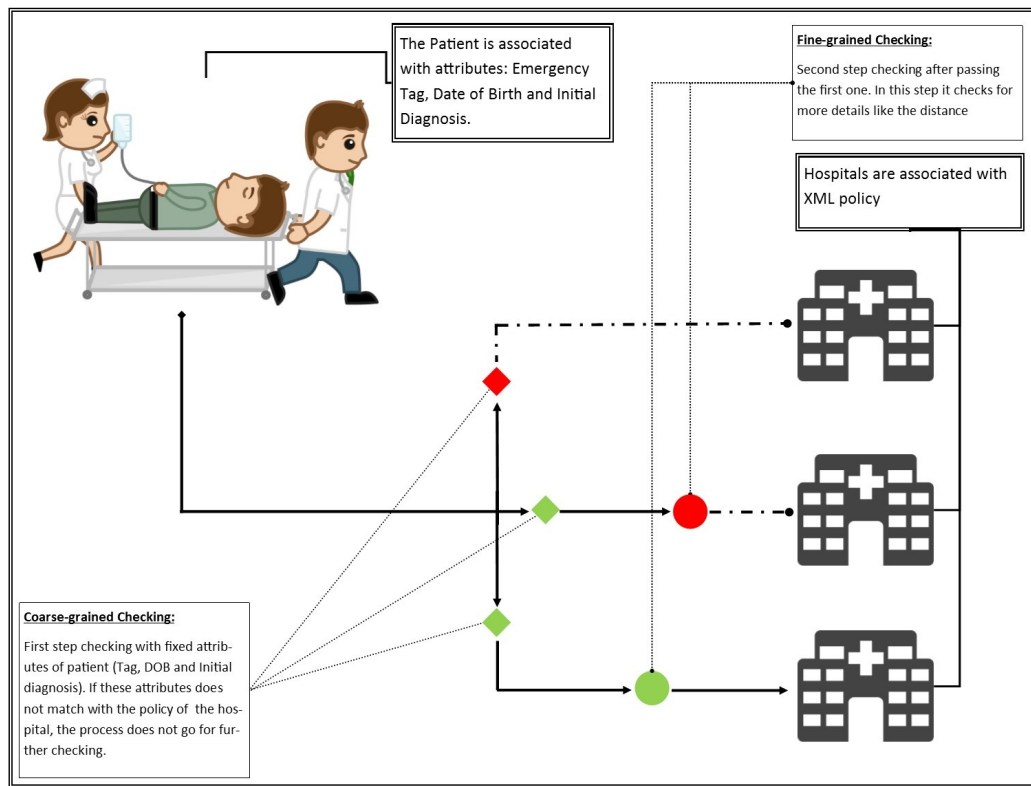 The Patient is associated
with attributes: Emergency
Tag, Date of Birth and Initial
Diagnosis.
Fine-grained Checking:
Second step checking after passing
the first one. In this step it checks for
more details like the distance
Hospitals are associated with
XML policy
Coarse-grained Checking:
First step checking with fixed attrib-
utes of patient (Tag, DOB and Initial
diagnosis). If these attributes does
not match with the policy of the hos-
pital, the process does not go for fur-
ther checking.